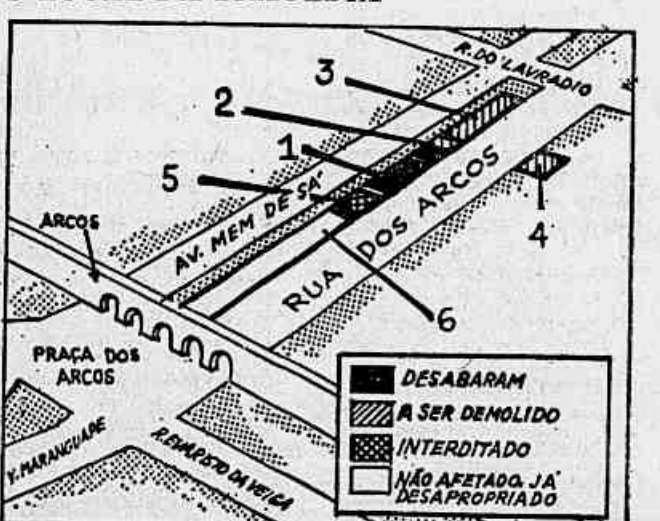 R. DO LAVRADIO
3
2
1
5
AV. MEM DE SÁ
ARCOS
RUA DOS ARCOS
4
6
PRAÇA DOS
ARCOS
V. MARANGUAPE
R. EVARISTO DA VEIGA
DESABARAM
A SER DEMOLIDO
INTERDITADO
NÃO AFETADO, JÁ
DESAPROPRIADO